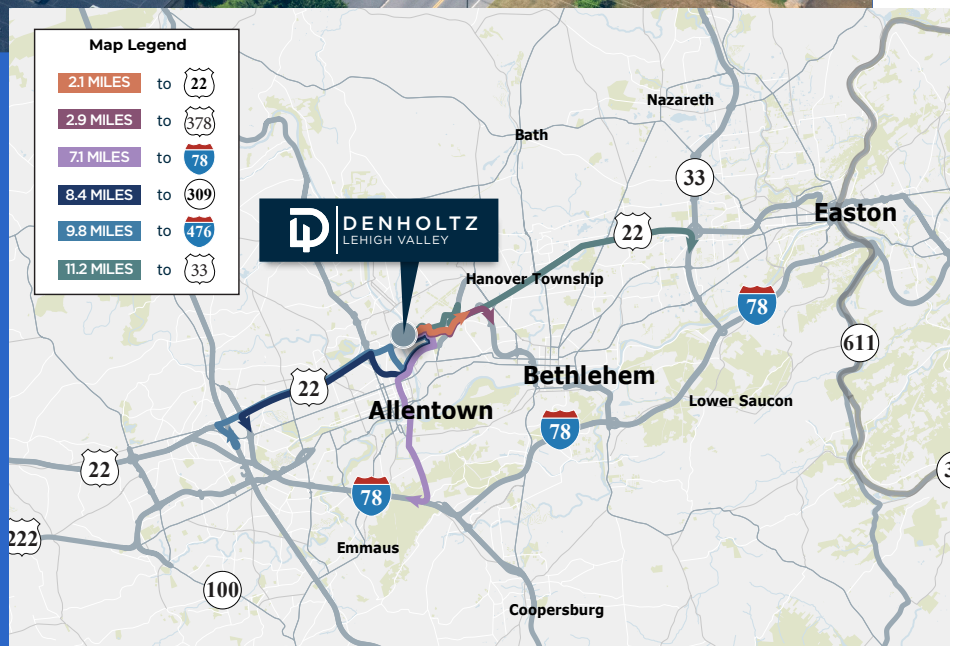 Map Legend
2.1 MILES to 22
2.9 MILES to 378
7.1 MILES to 78
8.4 MILES to 309
9.8 MILES to 476
11.2 MILES to 33
Nazareth
Bath
33
DENHOLTZ
LEHIGH VALLEY
Easton
22
Hanover Township
78
611
22
Bethlehem
Allentown
Lower Saucon
78
22
78
222
Emmaus
100
Coopersburg